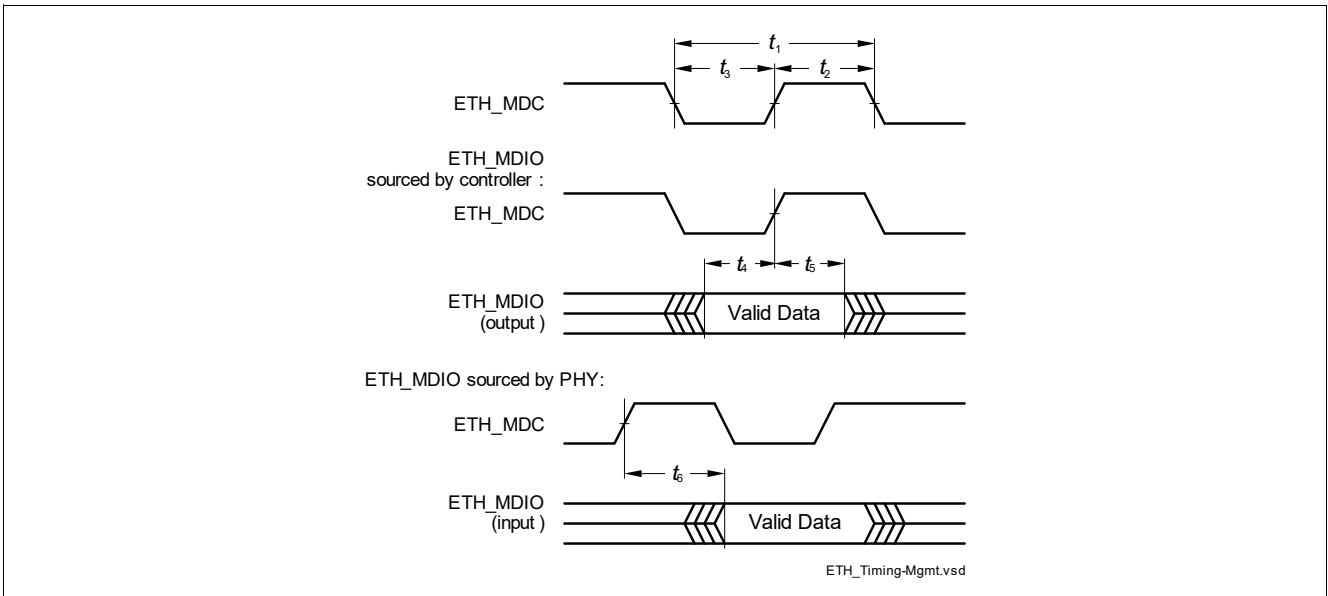 t1
t3
t2
ETH_MDC
ETH_MDIO
sourced by controller :
ETH_MDC
t4
t5
ETH_MDIO
(output )
Valid Data
ETH_MDIO sourced by PHY:
ETH_MDC
t6
ETH_MDIO
(input )
Valid Data
ETH_Timing-Mgmt.vsd